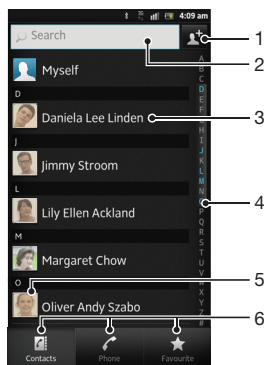 4:09 am
Search
1
2
Myself
D
Daniela Lee Linden
3
J
Jimmy Stroom
L
Lily Ellen Ackland
4
M
Margaret Chow
O
5
Oliver Andy Szabo
6
A
B
C
D
E
F
G
H
I
J
K
L
M
N
O
P
Q
R
S
T
U
V
W
X
Y
Z
#
Contacts
Phone
Favourite